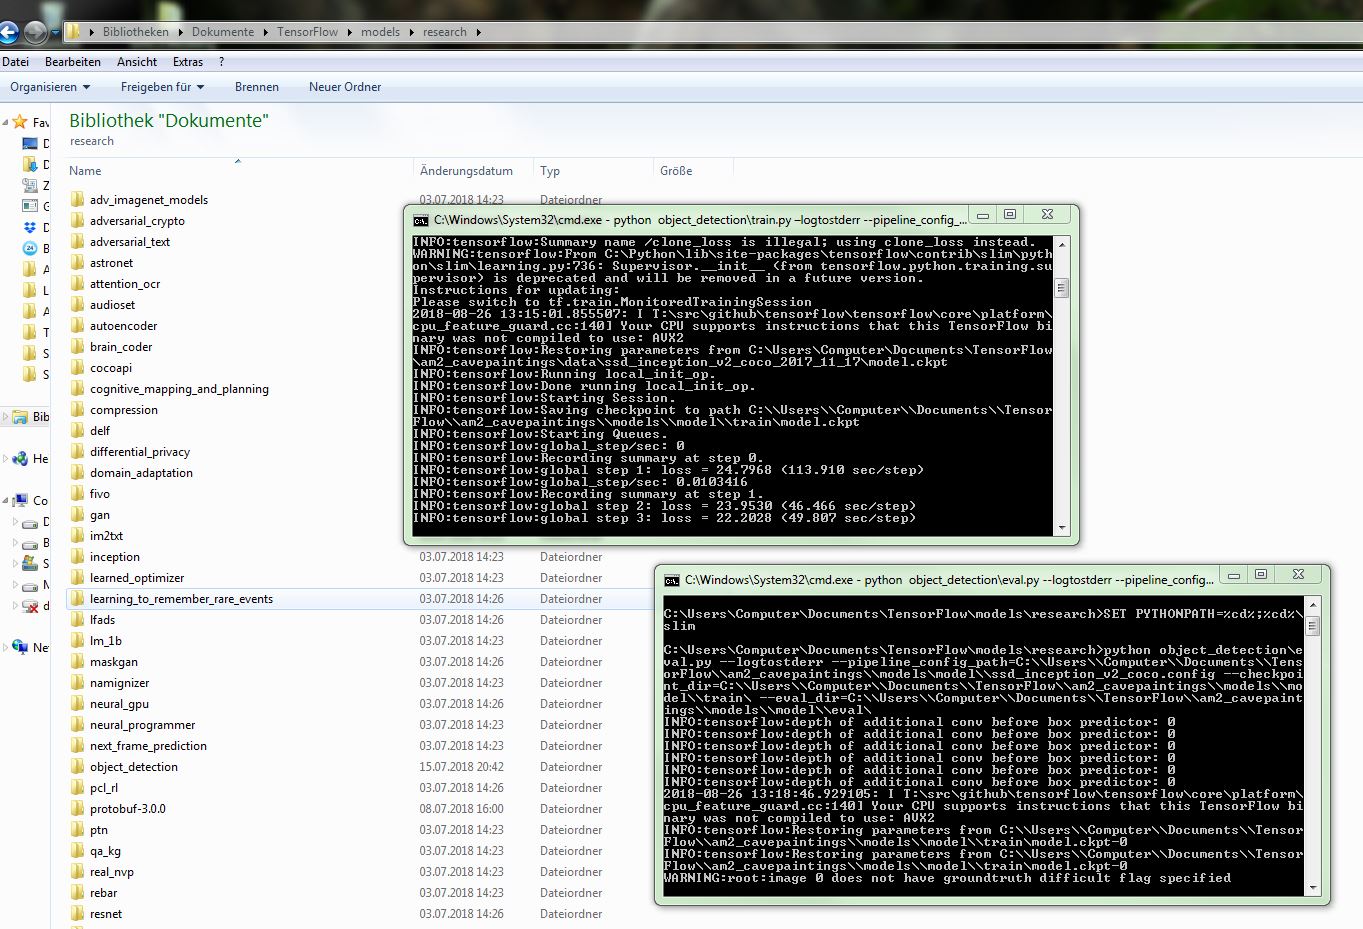 Bibliotheken Dokumente TensorFlow models research
Datei Bearbeiten Ansicht Extras ?
Organisieren Freigeben für Brennen Neuer Ordner
Fav
Bib
He
Co
Net
Bibliothek "Dokumente"
research
Name Änderungsdatum Typ Größe
adv_imagenet_models 03.07.2018 14:23 Dateiordner
adversarial_crypto
adversarial_text
astronet
attention_ocr
audioset
autoencoder
brain_coder
cocoapi
cognitive_mapping_and_planning
compression
delf
differential_privacy
domain_adaptation
fivo
gan
im2txt
inception 03.07.2018 14:23 Dateiordner
learned_optimizer 03.07.2018 14:23 Dateiordner
learning_to_remember_rare_events 03.07.2018 14:26 Dateiordner
lfads 03.07.2018 14:26 Dateiordner
lm_1b 03.07.2018 14:23 Dateiordner
maskgan 03.07.2018 14:26 Dateiordner
namignizer 03.07.2018 14:23 Dateiordner
neural_gpu 03.07.2018 14:26 Dateiordner
neural_programmer 03.07.2018 14:23 Dateiordner
next_frame_prediction 03.07.2018 14:23 Dateiordner
object_detection 15.07.2018 20:42 Dateiordner
pcl_rl 03.07.2018 14:26 Dateiordner
protobuf-3.0.0 08.07.2018 16:00 Dateiordner
ptn 03.07.2018 14:23 Dateiordner
qa_kg 03.07.2018 14:23 Dateiordner
real_nvp 03.07.2018 14:23 Dateiordner
rebar 03.07.2018 14:23 Dateiordner
resnet 03.07.2018 14:26 Dateiordner
C:\Windows\System32\cmd.exe - python object_detection\train.py –logtostderr --pipeline_config_...
INFO:tensorflow:Summary name /clone_loss is illegal; using clone_loss instead.
WARNING:tensorflow:From C:\Python\lib\site-packages\tensorflow\contrib\slim\pyth
on\slim\learning.py:736: Supervisor.__init__ (from tensorflow.python.training.su
pervisor) is deprecated and will be removed in a future version.
Instructions for updating:
Please switch to tf.train.MonitoredTrainingSession
2018-08-26 13:15:01.855507: I T:\src\github\tensorflow\tensorflow\core\platform\
cpu_feature_guard.cc:140] Your CPU supports instructions that this TensorFlow bi
nary was not compiled to use: AVX2
INFO:tensorflow:Restoring parameters from C:\Users\Computer\Documents\TensorFlow
\am2_cavepaintings\data\ssd_inception_v2_coco_2017_11_17\model.ckpt
INFO:tensorflow:Running local_init_op.
INFO:tensorflow:Done running local_init_op.
INFO:tensorflow:Starting Session.
INFO:tensorflow:Saving checkpoint to path C:\\Users\\Computer\\Documents\\Tensor
Flow\\am2_cavepaintings\\models\\model\\train\model.ckpt
INFO:tensorflow:Starting Queues.
INFO:tensorflow:global_step/sec: 0
INFO:tensorflow:Recording summary at step 0.
INFO:tensorflow:global step 1: loss = 24.7968 (113.910 sec/step)
INFO:tensorflow:global_step/sec: 0.0103416
INFO:tensorflow:Recording summary at step 1.
INFO:tensorflow:global step 2: loss = 23.9530 (46.466 sec/step)
INFO:tensorflow:global step 3: loss = 22.2028 (49.807 sec/step)
C:\Windows\System32\cmd.exe - python object_detection\eval.py --logtostderr --pipeline_config...
C:\Users\Computer\Documents\TensorFlow\models\research>SET PYTHONPATH=%cd%;%cd%\
slim
C:\Users\Computer\Documents\TensorFlow\models\research>python object_detection\e
val.py --logtostderr --pipeline_config_path=C:\\Users\\Computer\\Documents\\Tens
orFlow\\am2_cavepaintings\\models\model\\ssd_inception_v2_coco.config --checkpoi
nt_dir=C:\\Users\\Computer\\Documents\\TensorFlow\\am2_cavepaintings\\models\\mo
del\\train\ --eval_dir=C:\\Users\\Computer\\Documents\\TensorFlow\\am2_cavepaint
ings\\models\\model\\eval\
INFO:tensorflow:depth of additional conv before box predictor: 0
INFO:tensorflow:depth of additional conv before box predictor: 0
INFO:tensorflow:depth of additional conv before box predictor: 0
INFO:tensorflow:depth of additional conv before box predictor: 0
INFO:tensorflow:depth of additional conv before box predictor: 0
INFO:tensorflow:depth of additional conv before box predictor: 0
2018-08-26 13:18:46.929105: I T:\src\github\tensorflow\tensorflow\core\platform\
cpu_feature_guard.cc:140] Your CPU supports instructions that this TensorFlow bi
nary was not compiled to use: AVX2
INFO:tensorflow:Restoring parameters from C:\\Users\\Computer\\Documents\\Tensor
Flow\\am2_cavepaintings\\models\\model\\train\model.ckpt-0
INFO:tensorflow:Restoring parameters from C:\\Users\\Computer\\Documents\\Tensor
Flow\\am2_cavepaintings\\models\\model\\train\model.ckpt-0
WARNING:root:image 0 does not have groundtruth difficult flag specified